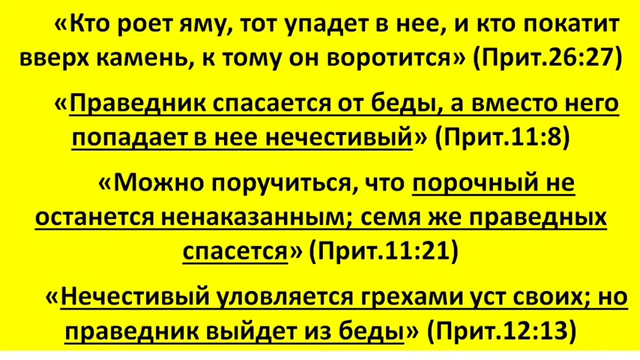 «Кто роет яму, тот упадет в нее, и кто покатит
вверх камень, к тому он воротится» (Прит.26:27)
«Праведник спасается от беды, а вместо него
попадает в нее нечестивый» (Прит.11:8)
«Можно поручиться, что порочный не
останется ненаказанным; семя же праведных
спасется» (Прит.11:21)
«Нечестивый уловляется грехами уст своих; но
праведник выйдет из беды» (Прит.12:13)